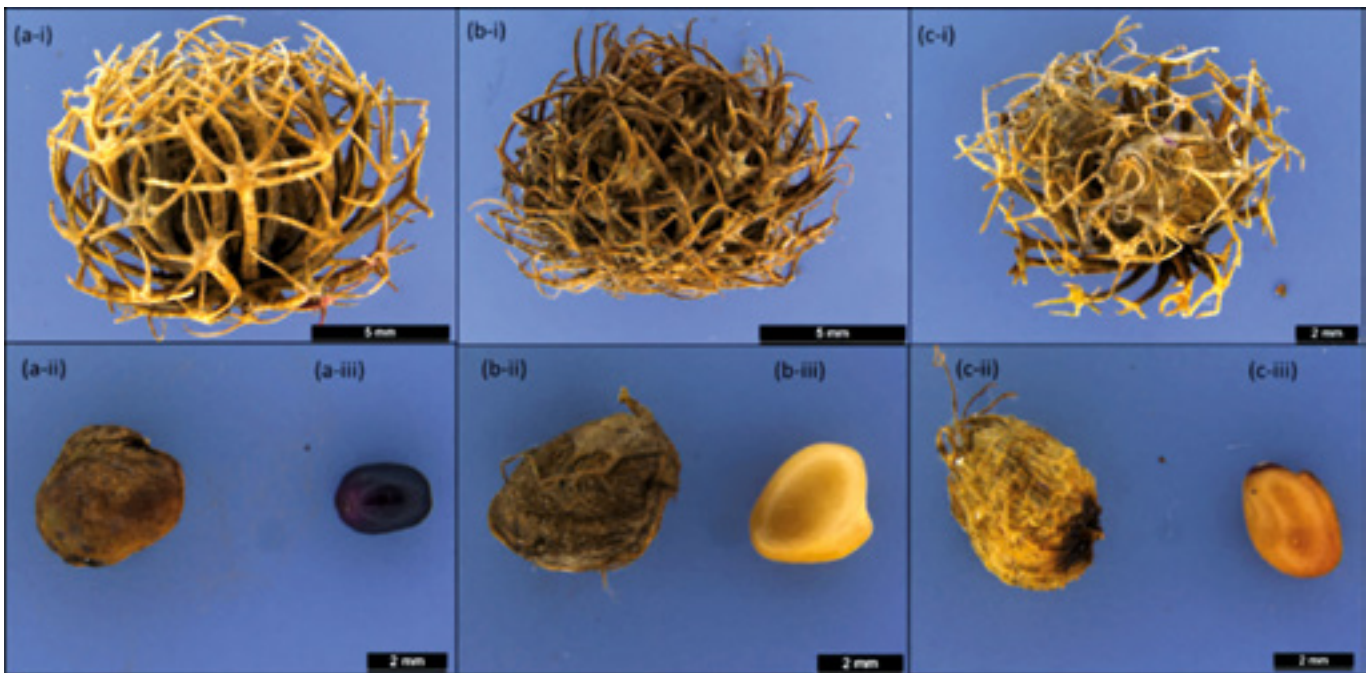 (a-i)
(b-i)
(c-i)
5 mm
5 mm
2 mm
(a-ii)
(a-iii)
(b-ii)
(b-iii)
(c-ii)
(c-iii)
2 mm
2 mm
2 mm